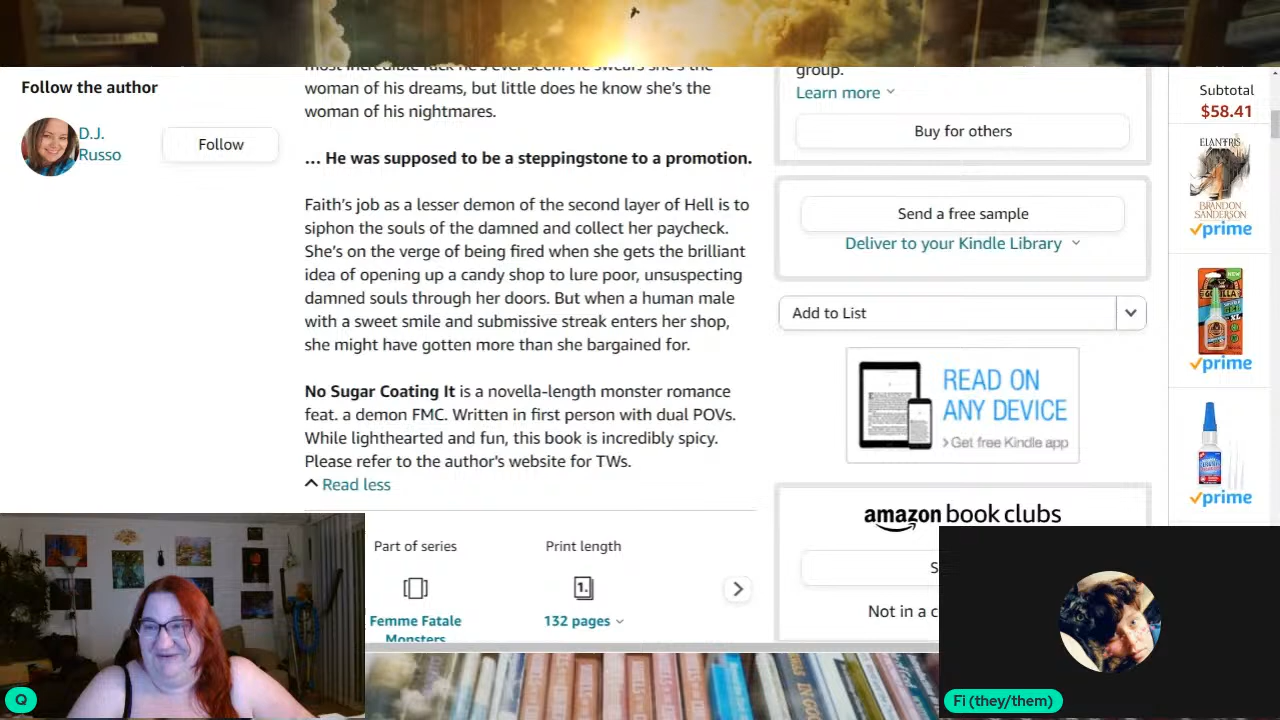 Follow the author
D.J.
Russo
Follow
woman of his dreams, but little does he know she's the
woman of his nightmares.
… He was supposed to be a steppingstone to a promotion.
Faith's job as a lesser demon of the second layer of Hell is to
siphon the souls of the damned and collect her paycheck.
She's on the verge of being fired when she gets the brilliant
idea of opening up a candy shop to lure poor, unsuspecting
damned souls through her doors. But when a human male
with a sweet smile and submissive streak enters her shop,
she might have gotten more than she bargained for.
No Sugar Coating It is a novella-length monster romance
feat. a demon FMC. Written in first person with dual POVs.
While lighthearted and fun, this book is incredibly spicy.
Please refer to the author's website for TWs.
Read less
Part of series
Femme Fatale
Monsters
Print length
1.
132 pages
group.
Learn more
Buy for others
Send a free sample
Deliver to your Kindle Library
Add to List
READ ON
ANY DEVICE
> Get free Kindle app
amazon book clubs
S
Not in a c
Subtotal
$58.41
ELANTRIS
BRANDON
SANDERSON
prime
GORILLA
prime
prime
Q
Fi (they/them)